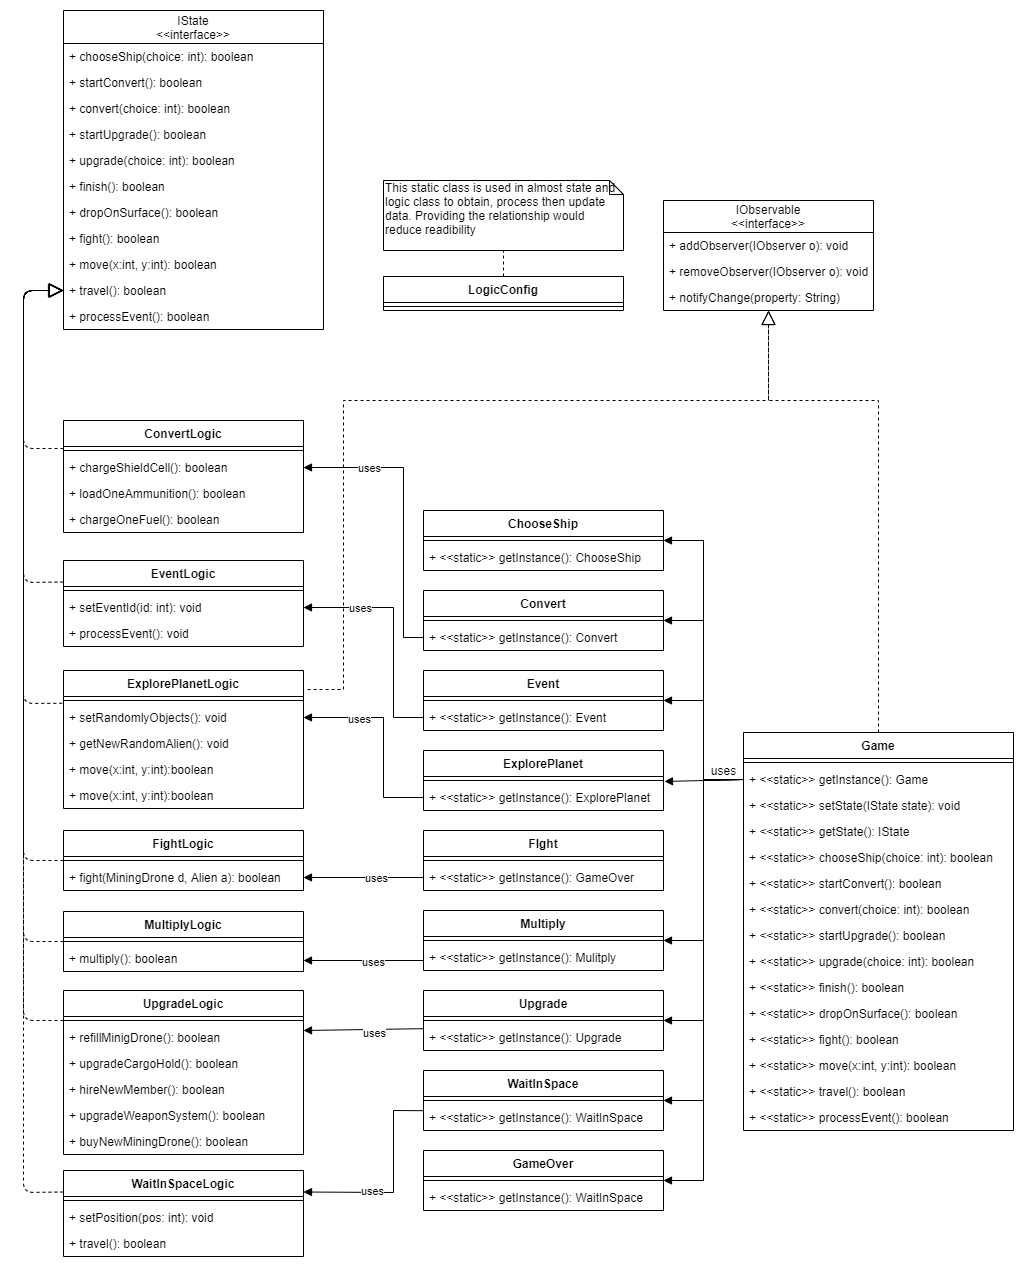 IState
<<interface>>
+ chooseShip(choice: int): boolean
+ startConvert(): boolean
+ convert(choice: int): boolean
+ startUpgrade(): boolean
+ upgrade(choice: int): boolean
+ finish(): boolean
+ dropOnSurface(): boolean
+ fight(): boolean
+ move(x:int, y:int): boolean
+ travel(): boolean
+ processEvent(): boolean
This static class is used in almost state and
logic class to obtain, process then update
data. Providing the relationship would
reduce readibility
LogicConfig
IObservable
<<interface>>
+ addObserver(IObserver o): void
+ removeObserver(IObserver o): void
+ notifyChange(property: String)
ConvertLogic
+ chargeShieldCell(): boolean
+ loadOneAmmunition(): boolean
+ chargeOneFuel(): boolean
uses
EventLogic
+ setEventId(id: int): void
+ processEvent(): void
uses
ExplorePlanetLogic
+ setRandomlyObjects(): void
+ getNewRandomAlien(): void
+ move(x:int, y:int):boolean
+ move(x:int, y:int):boolean
uses
FightLogic
+ fight(MiningDrone d, Alien a): boolean
uses
MultiplyLogic
+ multiply(): boolean
uses
UpgradeLogic
+ refillMinigDrone(): boolean
+ upgradeCargoHold(): boolean
+ hireNewMember(): boolean
+ upgradeWeaponSystem(): boolean
+ buyNewMiningDrone(): boolean
uses
WaitInSpaceLogic
+ setPosition(pos: int): void
+ travel(): boolean
uses
ChooseShip
+ <<static>> getInstance(): ChooseShip
Convert
+ <<static>> getInstance(): Convert
Event
+ <<static>> getInstance(): Event
ExplorePlanet
+ <<static>> getInstance(): ExplorePlanet
FIght
+ <<static>> getInstance(): GameOver
Multiply
+ <<static>> getInstance(): Mulitply
Upgrade
+ <<static>> getInstance(): Upgrade
WaitInSpace
+ <<static>> getInstance(): WaitInSpace
GameOver
+ <<static>> getInstance(): WaitInSpace
uses
Game
+ <<static>> getInstance(): Game
+ <<static>> setState(IState state): void
+ <<static>> getState(): IState
+ <<static>> chooseShip(choice: int): boolean
+ <<static>> startConvert(): boolean
+ <<static>> convert(choice: int): boolean
+ <<static>> startUpgrade(): boolean
+ <<static>> upgrade(choice: int): boolean
+ <<static>> finish(): boolean
+ <<static>> dropOnSurface(): boolean
+ <<static>> fight(): boolean
+ <<static>> move(x:int, y:int): boolean
+ <<static>> travel(): boolean
+ <<static>> processEvent(): boolean